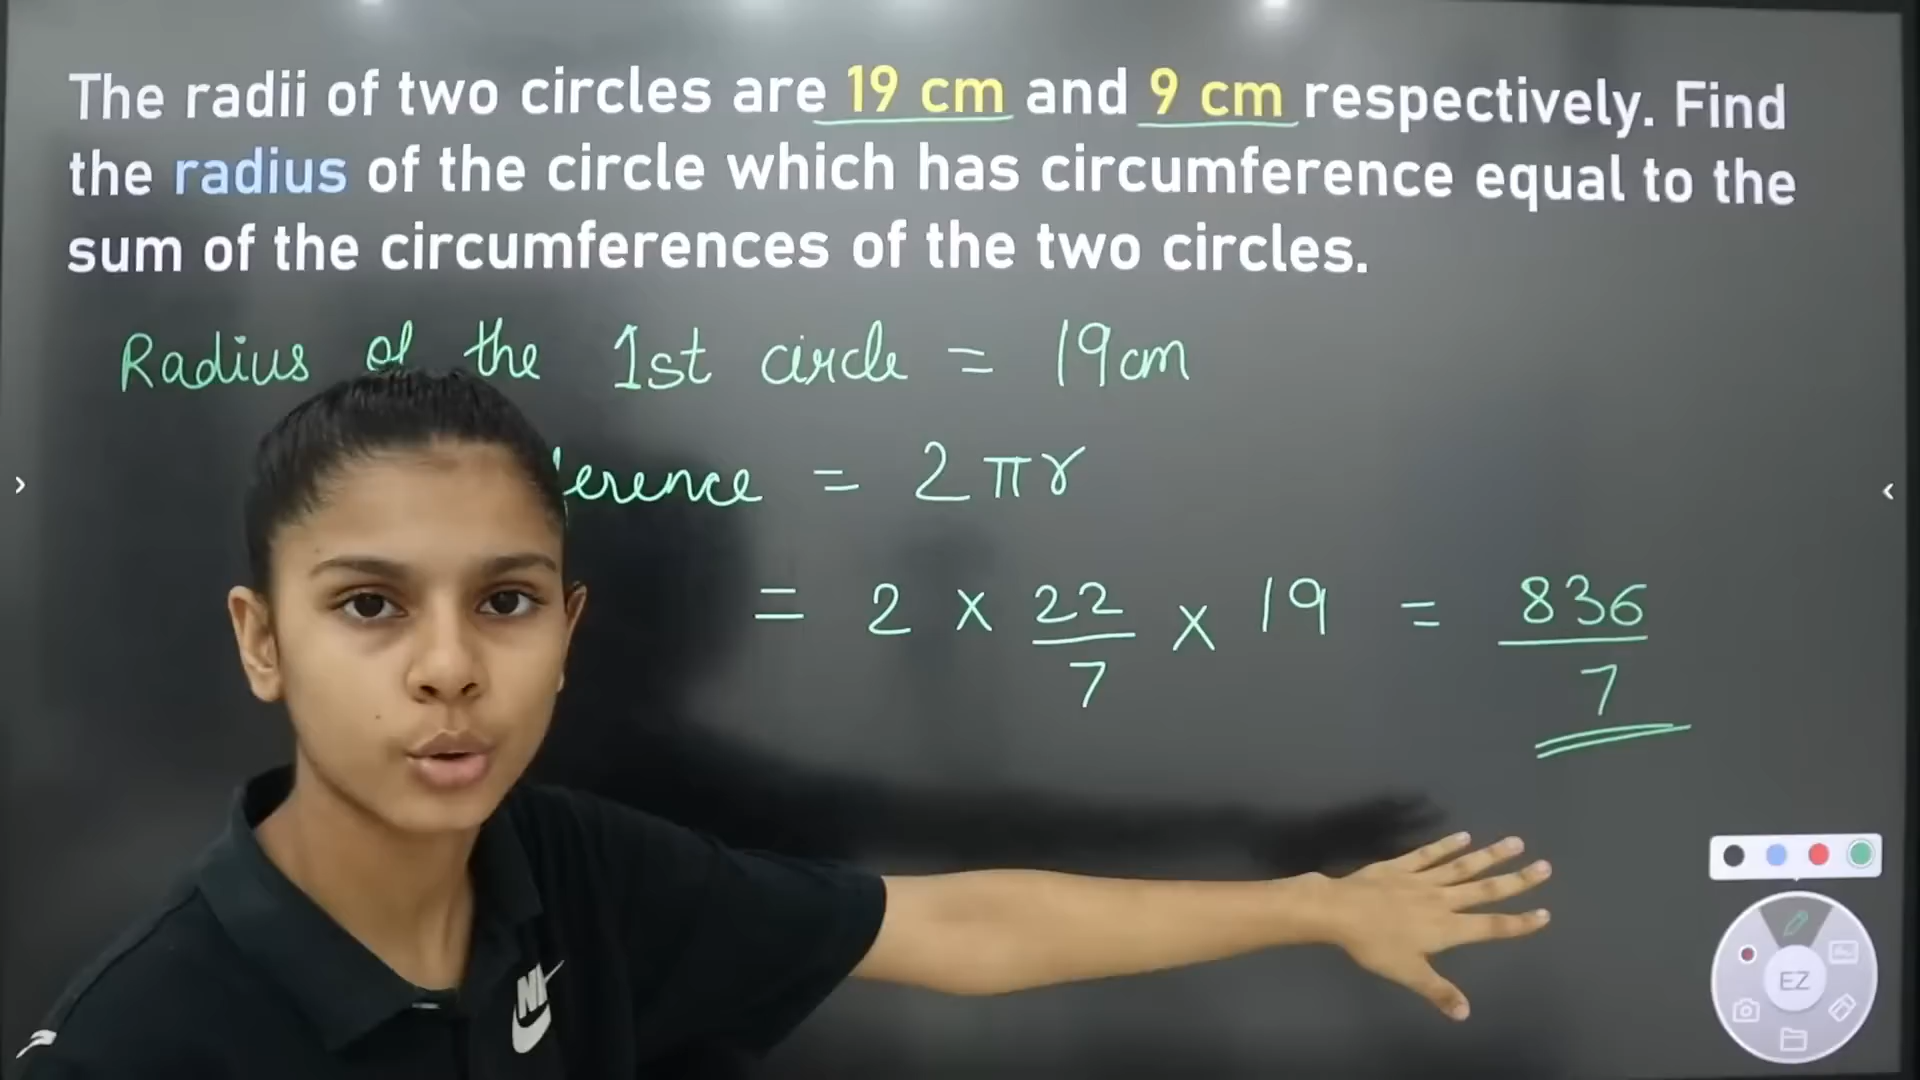 The radii of two circles are 19 cm and 9 cm respectively. Find
the radius of the circle which has circumference equal to the
sum of the circumferences of the two circles.
Radius of the 1st circle = 19cm
= 2πr
= 2 × 22/7 × 19 = 836/7
EZ